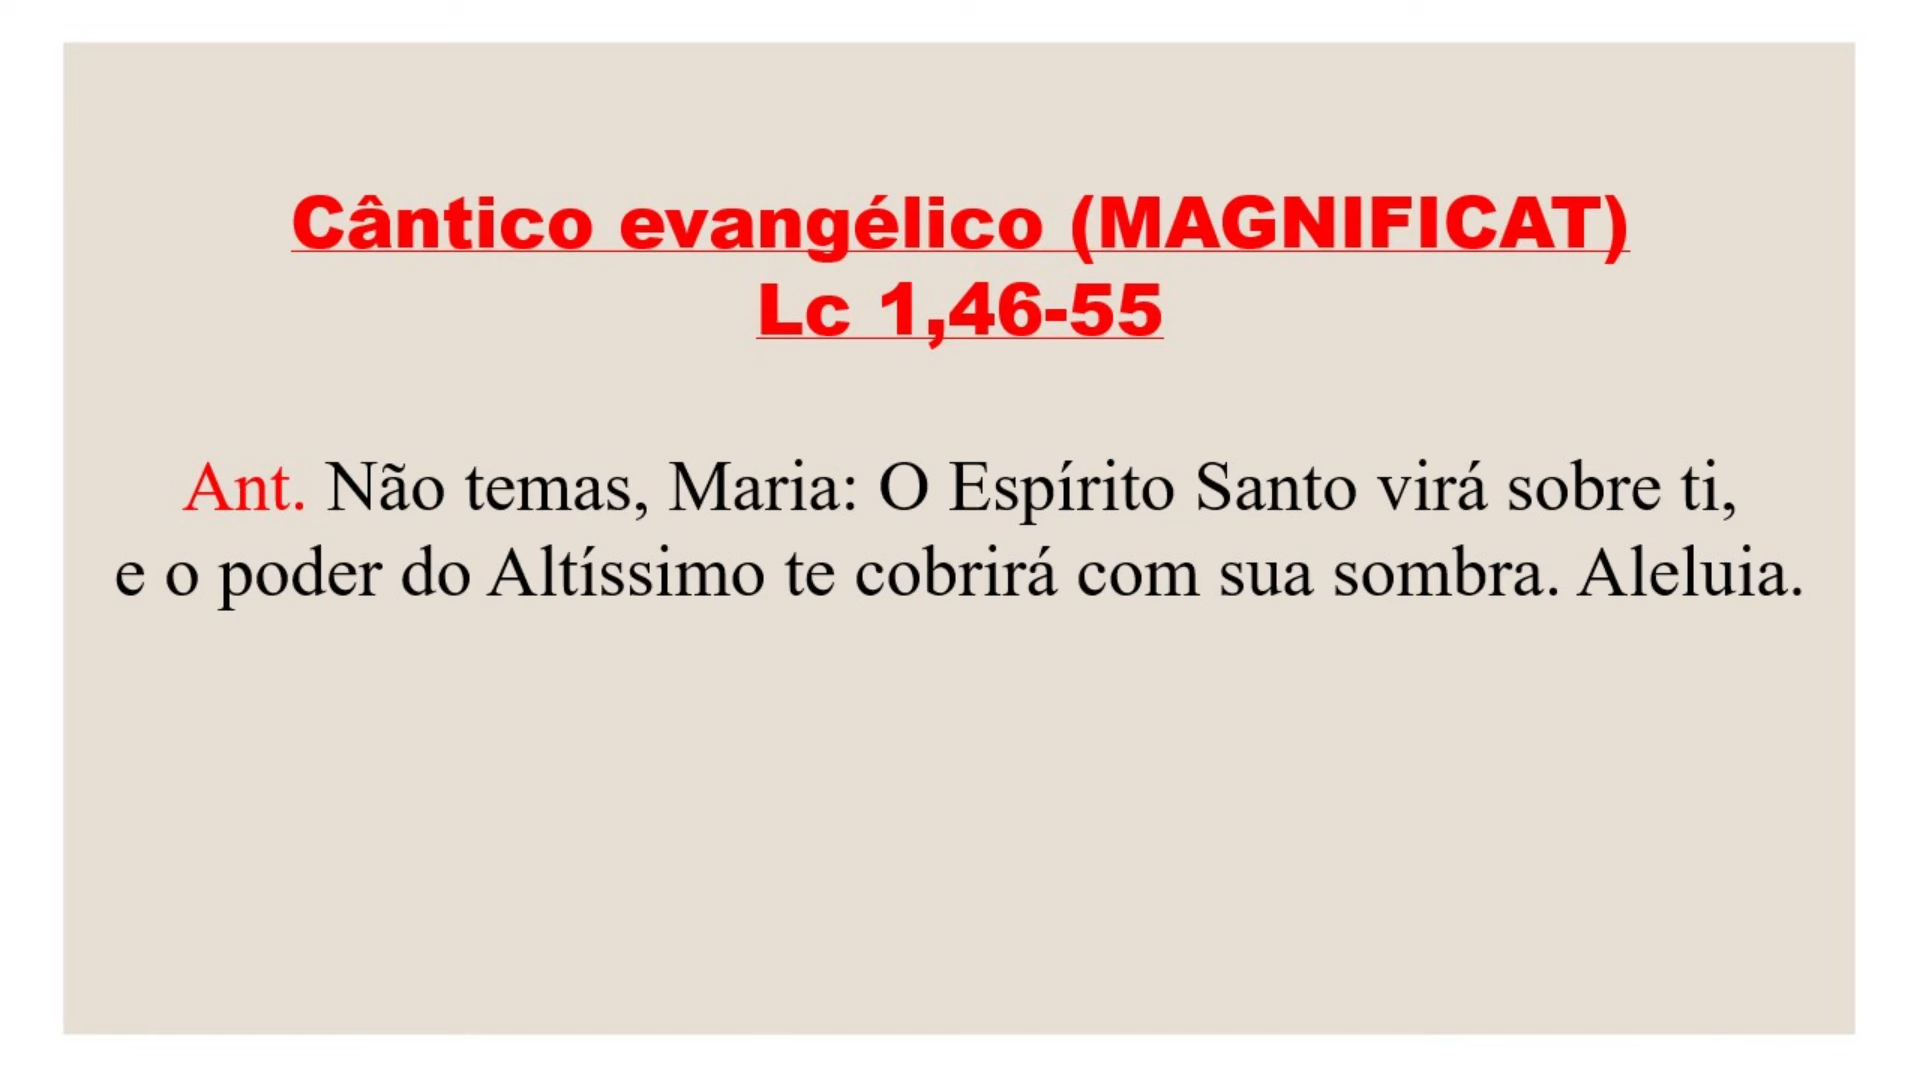 Cântico evangélico (MAGNIFICAT)
Lc 1,46-55
Ant. Não temas, Maria: O Espírito Santo virá sobre ti,
e o poder do Altíssimo te cobrirá com sua sombra. Aleluia.